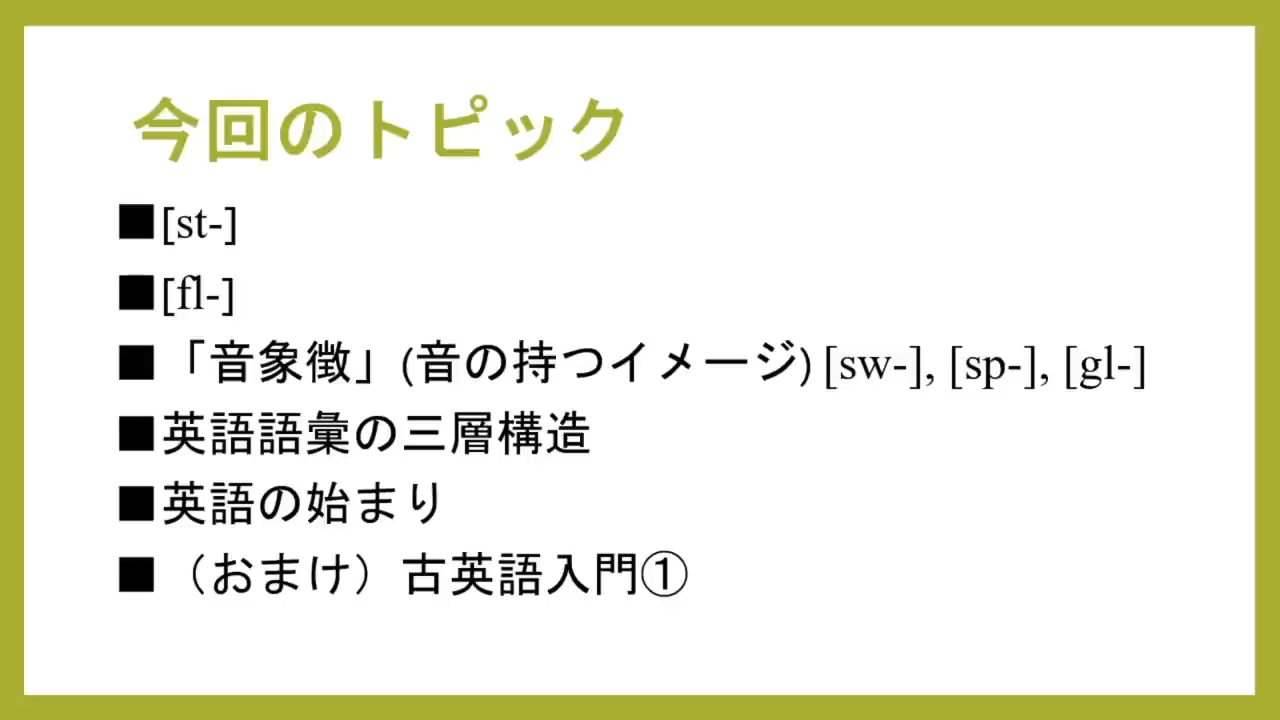 今回のトピック
■[st-]
■[fl-]
■「音象徴」(音の持つイメージ) [sw-], [sp-], [gl-]
■英語語彙の三層構造
■英語の始まり
■（おまけ）古英語入門①